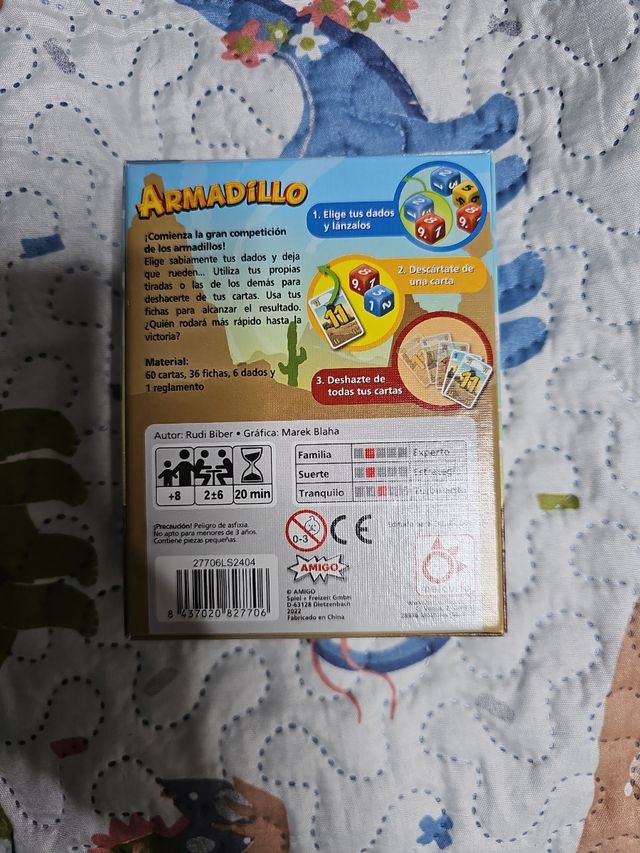 ARMADILLO
¡Comienza la gran competición
de los armadillos!
Elige sabiamente tus dados y deja
que rueden... Utiliza tus propias
tiradas o las de los demás para
deshacerte de tus cartas. Usa tus
fichas para alcanzar el resultado.
¿Quién rodará más rápido hasta la
victoria?
Material:
60 cartas, 36 fichas, 6 dados y
1 reglamento
1. Elige tus dados
y lánzalos
2. Descártate de
una carta
11
3. Deshazte de
todas tus cartas
11
Autor: Rudi Biber • Gráfica: Marek Blaha
+8
2±6
20 min
Familia Experto
Suerte
Tranquilo
¡Precaución! Peligro de asfixia.
No apto para menores de 3 años.
Contiene piezas pequeñas.
0-3
CE
27706LS2404
8 437020 827706
AMIGO
© AMIGO
Spiel + Freizeit GmbH
D-63128 Dietzenbach
2022
Fabricado en China